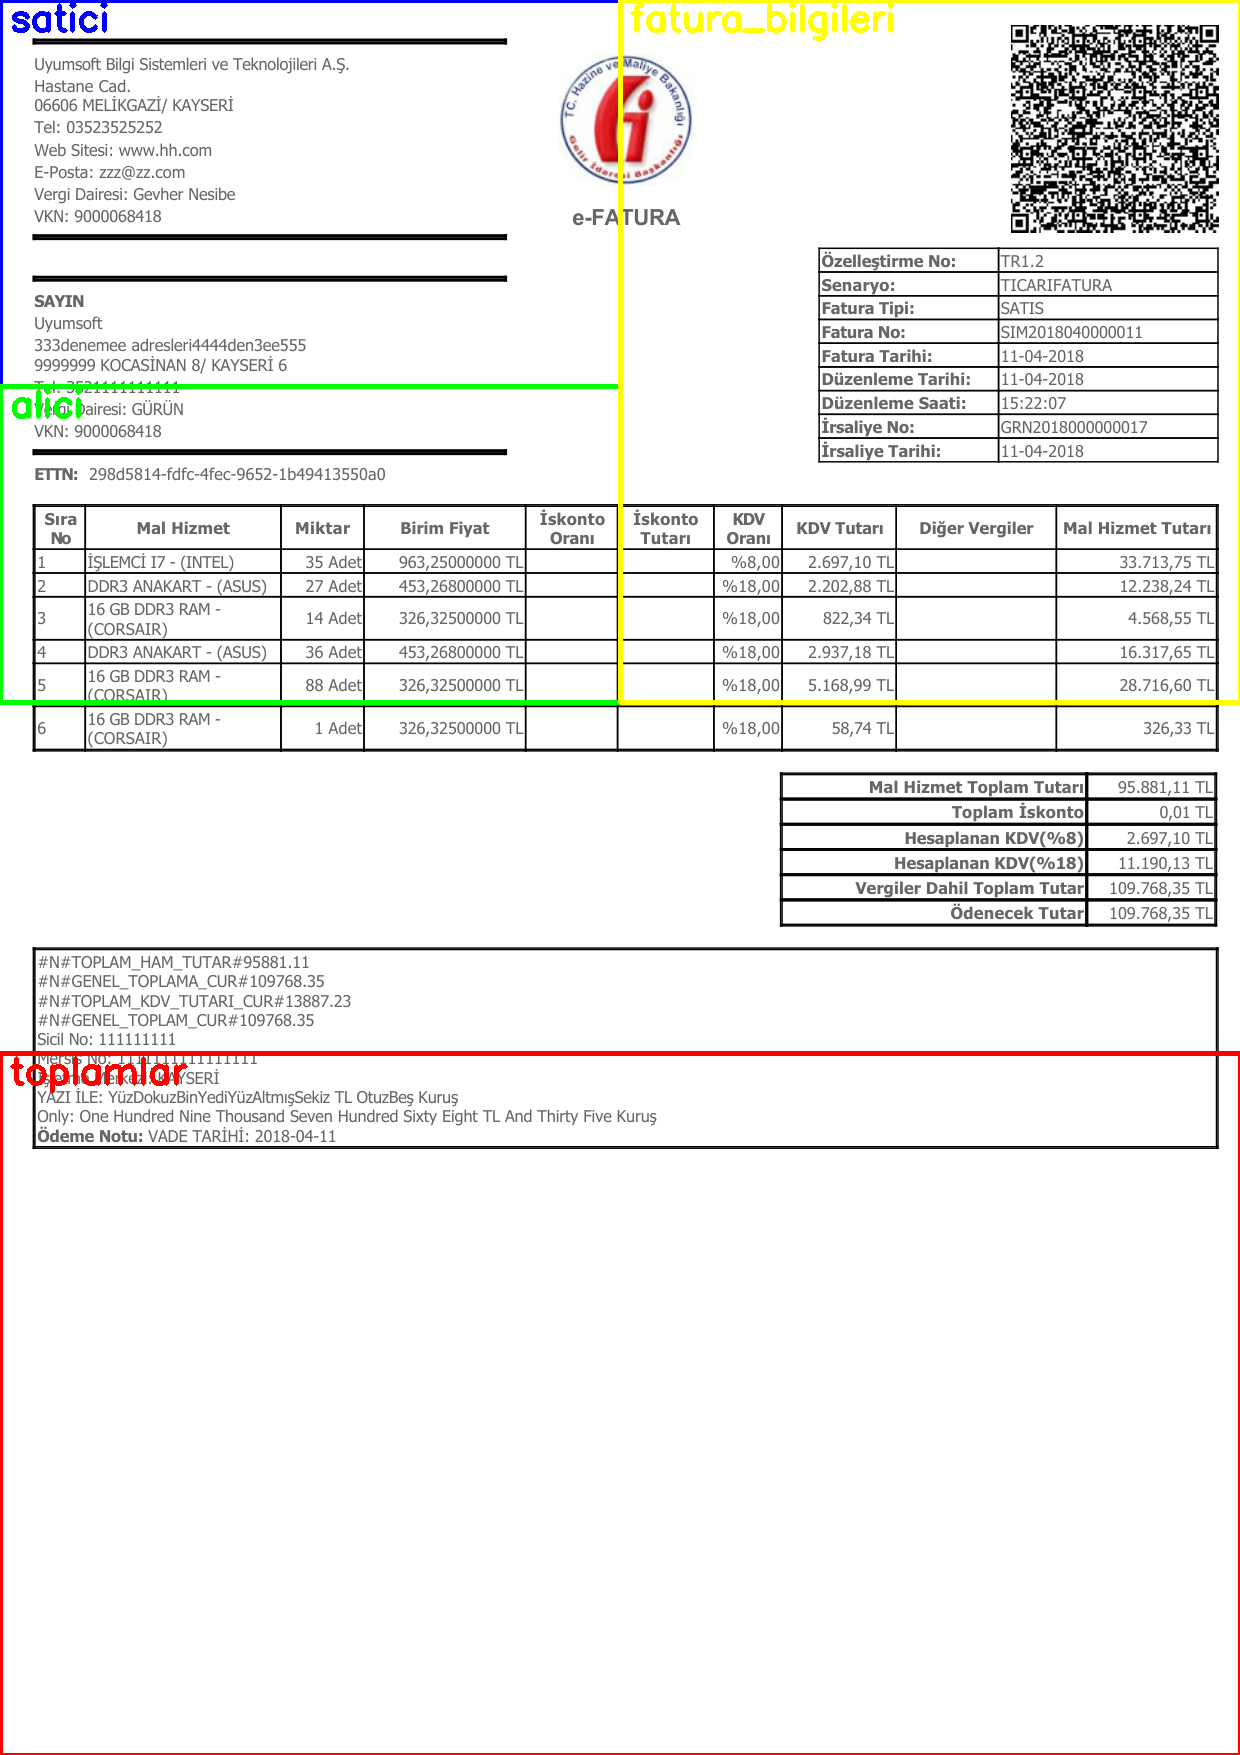 satici
fatura_bilgileri
Uyumsoft Bilgi Sistemleri ve Teknolojileri A.Ş.
Hastane Cad.
06606 MELİKGAZİ/ KAYSERİ
Tel: 03523525252
Web Sitesi: www.hh.com
E-Posta: zzz@zz.com
Vergi Dairesi: Gevher Nesibe
VKN: 9000068418
T.C. Hazine ve Maliye Bakanlığı
Gelir İdaresi Başkanlığı
e-FATURA
Özelleştirme No: TR1.2
Senaryo: TICARIFATURA
Fatura Tipi: SATIS
Fatura No: SIM2018040000011
Fatura Tarihi: 11-04-2018
Düzenleme Tarihi: 11-04-2018
Düzenleme Saati: 15:22:07
İrsaliye No: GRN2018000000017
İrsaliye Tarihi: 11-04-2018
SAYIN
Uyumsoft
333denemee adresleri4444den3ee555
9999999 KOCASİNAN 8/ KAYSERİ 6
Tel: 3521111111111
alici
Vergi Dairesi: GÜRÜN
VKN: 9000068418
ETTN: 298d5814-fdfc-4fec-9652-1b49413550a0
Sıra No Mal Hizmet Miktar Birim Fiyat İskonto Oranı İskonto Tutarı KDV Oranı KDV Tutarı Diğer Vergiler Mal Hizmet Tutarı
1 İŞLEMCİ I7 - (INTEL) 35 Adet 963,25000000 TL %8,00 2.697,10 TL 33.713,75 TL
2 DDR3 ANAKART - (ASUS) 27 Adet 453,26800000 TL %18,00 2.202,88 TL 12.238,24 TL
3 16 GB DDR3 RAM - (CORSAIR) 14 Adet 326,32500000 TL %18,00 822,34 TL 4.568,55 TL
4 DDR3 ANAKART - (ASUS) 36 Adet 453,26800000 TL %18,00 2.937,18 TL 16.317,65 TL
5 16 GB DDR3 RAM - (CORSAIR) 88 Adet 326,32500000 TL %18,00 5.168,99 TL 28.716,60 TL
6 16 GB DDR3 RAM - (CORSAIR) 1 Adet 326,32500000 TL %18,00 58,74 TL 326,33 TL
Mal Hizmet Toplam Tutarı 95.881,11 TL
Toplam İskonto 0,01 TL
Hesaplanan KDV(%8) 2.697,10 TL
Hesaplanan KDV(%18) 11.190,13 TL
Vergiler Dahil Toplam Tutar 109.768,35 TL
Ödenecek Tutar 109.768,35 TL
#N#TOPLAM_HAM_TUTAR#95881.11
#N#GENEL_TOPLAMA_CUR#109768.35
#N#TOPLAM_KDV_TUTARI_CUR#13887.23
#N#GENEL_TOPLAM_CUR#109768.35
Sicil No: 111111111
Mersis No:
toplamlar
İşletme Merkezi: KAYSERİ
YAZI İLE: YüzDokuzBinYediYüzAltmışSekiz TL OtuzBeş Kuruş
Only: One Hundred Nine Thousand Seven Hundred Sixty Eight TL And Thirty Five Kuruş
Ödeme Notu: VADE TARİHİ: 2018-04-11